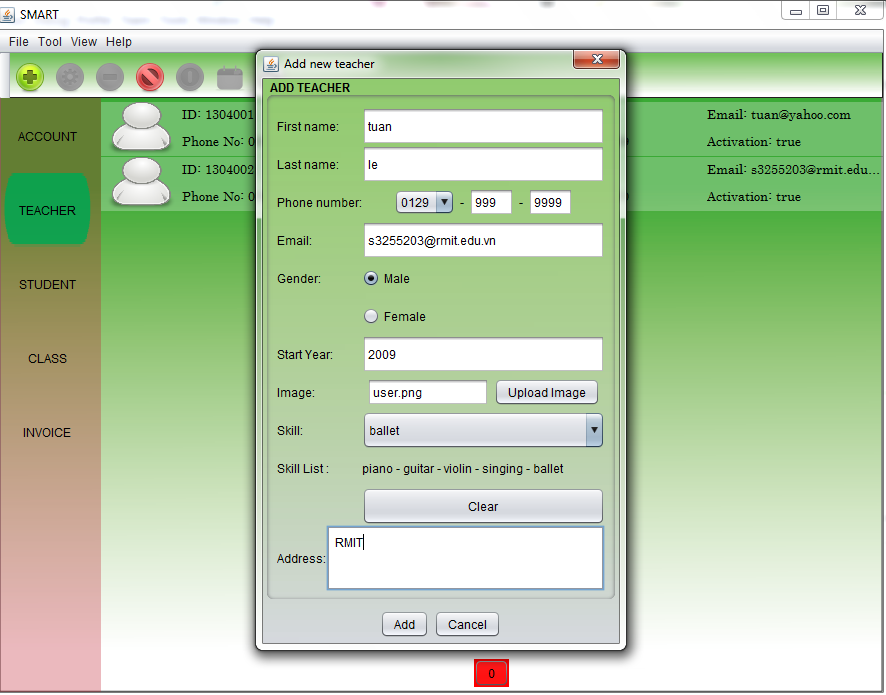 SMART
File Tool View Help
Add new teacher
ADD TEACHER
ACCOUNT
TEACHER
STUDENT
CLASS
INVOICE
ID: 1304001
Email: tuan@yahoo.com
Phone No: 0
Activation: true
ID: 1304002
Email: s3255203@rmit.edu...
Phone No: 0
Activation: true
First name: tuan
Last name: le
Phone number: 0129 - 999 - 9999
Email: s3255203@rmit.edu.vn
Gender: Male
Female
Start Year: 2009
Image: user.png Upload Image
Skill: ballet
Skill List : piano - guitar - violin - singing - ballet
Clear
Address: RMIT
Add Cancel
0